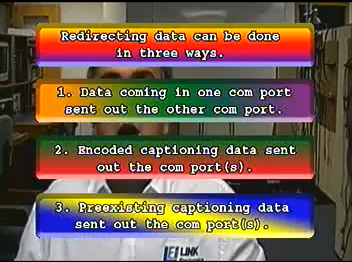 Redirecting data can be done
in three ways.
1. Data coming in one com port
sent out the other com port.
2. Encoded captioning data sent
out the com port(s).
3. Preexisting captioning data
sent out the com port(s).
LINK